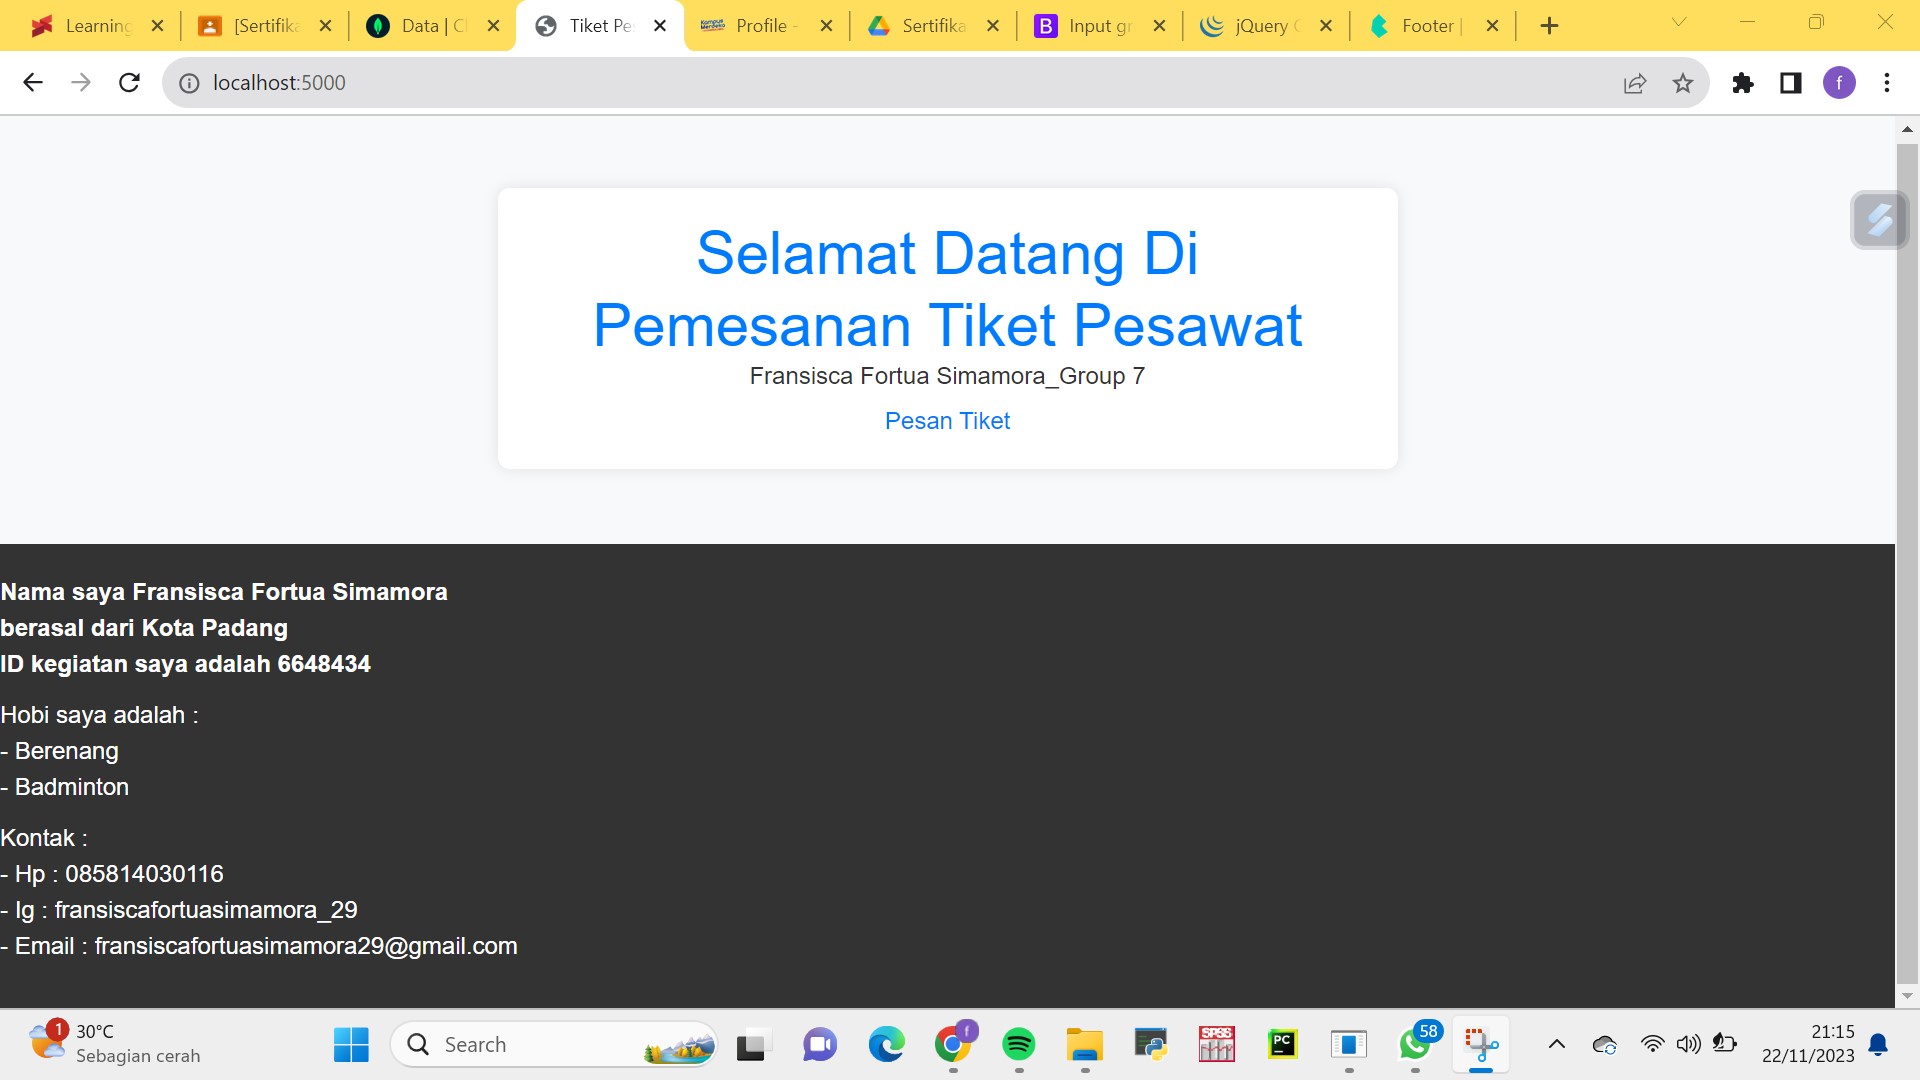 Learning
[Sertifika
Data | Cl
Tiket Pe
Profile -
Sertifika
Input gr
jQuery
Footer |
localhost:5000
f
Selamat Datang Di
Pemesanan Tiket Pesawat
Fransisca Fortua Simamora_Group 7
Pesan Tiket
Nama saya Fransisca Fortua Simamora
berasal dari Kota Padang
ID kegiatan saya adalah 6648434
Hobi saya adalah :
- Berenang
- Badminton
Kontak :
- Hp : 085814030116
- Ig : fransiscafortuasimamora_29
- Email : fransiscafortuasimamora29@gmail.com
1
30°C
Sebagian cerah
Search
f
SPSS
PC
58
21:15
22/11/2023